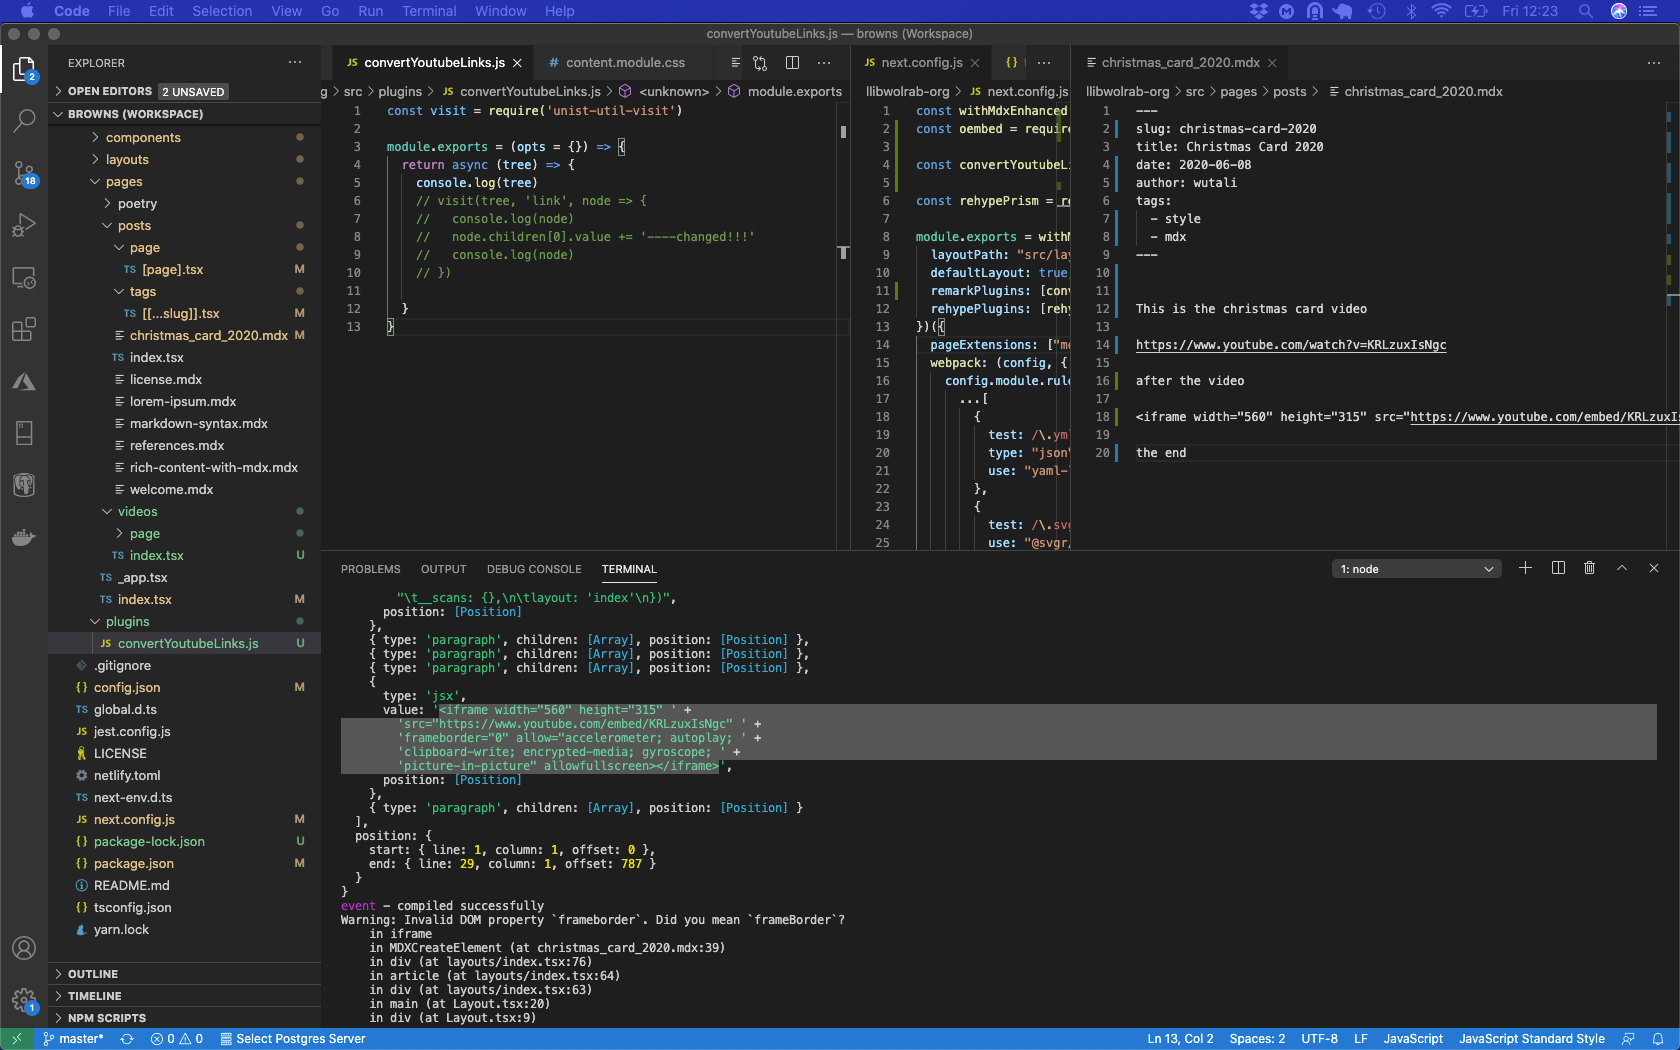 Code File Edit Selection View Go Run Terminal Window Help Fri 12:23
convertYoutubeLinks.js — browns (Workspace)
EXPLORER
OPEN EDITORS 2 UNSAVED
BROWNS (WORKSPACE)
components
layouts
pages
poetry
posts
page
TS [page].tsx M
tags
TS [[...slug]].tsx M
christmas_card_2020.mdx M
TS index.tsx
license.mdx
lorem-ipsum.mdx
markdown-syntax.mdx
references.mdx
rich-content-with-mdx.mdx
welcome.mdx
videos
page
TS index.tsx U
TS _app.tsx
TS index.tsx M
plugins
JS convertYoutubeLinks.js U
.gitignore
{} config.json M
TS global.d.ts
JS jest.config.js
LICENSE
netlify.toml
TS next-env.d.ts
JS next.config.js M
{} package-lock.json U
{} package.json M
README.md
{} tsconfig.json
yarn.lock
OUTLINE
TIMELINE
NPM SCRIPTS
2
18
1
JS convertYoutubeLinks.js # content.module.css
g > src > plugins > JS convertYoutubeLinks.js > <unknown> > module.exports
1 const visit = require('unist-util-visit')
2
3 module.exports = (opts = {}) => {
4 return async (tree) => {
5 console.log(tree)
6 // visit(tree, 'link', node => {
7 // console.log(node)
8 // node.children[0].value += '----changed!!!'
9 // console.log(node)
10 // })
11
12 }
13 }
JS next.config.js {}
llibwolrab-org > JS next.config.js
1 const withMdxEnhanced
2 const oembed = require
3
4 const convertYoutubeLi
5
6 const rehypePrism = re
7
8 module.exports = withM
9 layoutPath: "src/lay
10 defaultLayout: true,
11 remarkPlugins: [conv
12 rehypePlugins: [rehy
13 })({
14 pageExtensions: ["md
15 webpack: (config, {
16 config.module.rule
17 ...[
18 {
19 test: /\.yml
20 type: "json"
21 use: "yaml-l
22 },
23 {
24 test: /\.svg
25 use: "@svgr/
christmas_card_2020.mdx
llibwolrab-org > src > pages > posts > christmas_card_2020.mdx
1 ---
2 slug: christmas-card-2020
3 title: Christmas Card 2020
4 date: 2020-06-08
5 author: wutali
6 tags:
7 - style
8 - mdx
9 ---
10
11
12 This is the christmas card video
13
14 https://www.youtube.com/watch?v=KRLzuxIsNgc
15
16 after the video
17
18 <iframe width="560" height="315" src="https://www.youtube.com/embed/KRLzuxIs
19
20 the end
PROBLEMS OUTPUT DEBUG CONSOLE TERMINAL 1: node
"\t__scans: {},\n\tlayout: 'index'\n})",
position: [Position]
},
{ type: 'paragraph', children: [Array], position: [Position] },
{ type: 'paragraph', children: [Array], position: [Position] },
{ type: 'paragraph', children: [Array], position: [Position] },
{
type: 'jsx',
value: '<iframe width="560" height="315" ' +
'src="https://www.youtube.com/embed/KRLzuxIsNgc" ' +
'frameborder="0" allow="accelerometer; autoplay; ' +
'clipboard-write; encrypted-media; gyroscope; ' +
'picture-in-picture" allowfullscreen></iframe>',
position: [Position]
},
{ type: 'paragraph', children: [Array], position: [Position] }
],
position: {
start: { line: 1, column: 1, offset: 0 },
end: { line: 29, column: 1, offset: 787 }
}
}
event - compiled successfully
Warning: Invalid DOM property `frameborder`. Did you mean `frameBorder`?
in iframe
in MDXCreateElement (at christmas_card_2020.mdx:39)
in div (at layouts/index.tsx:76)
in article (at layouts/index.tsx:64)
in div (at layouts/index.tsx:63)
in main (at Layout.tsx:20)
in div (at Layout.tsx:9)
master* 0 0 Select Postgres Server Ln 13, Col 2 Spaces: 2 UTF-8 LF JavaScript JavaScript Standard Style